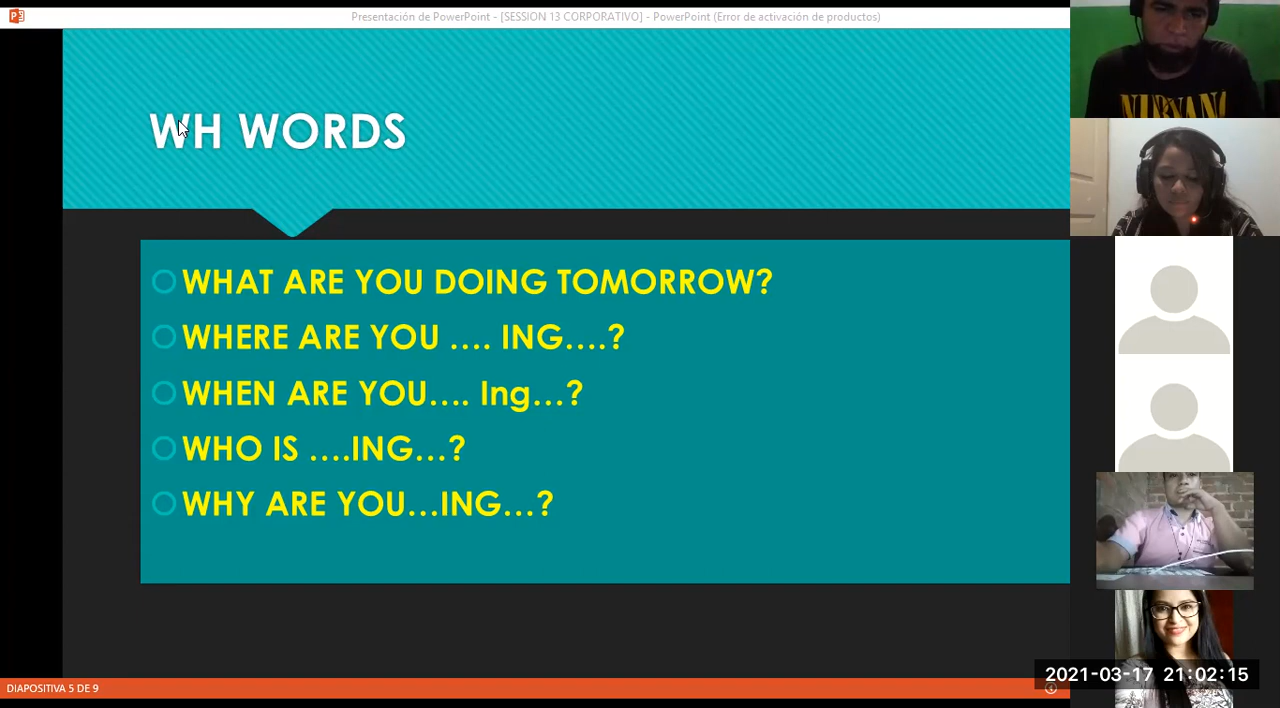 Presentación de PowerPoint - [SESSION 13 CORPORATIVO] - PowerPoint (Error de activación de productos)
WH WORDS
WHAT ARE YOU DOING TOMORROW?
WHERE ARE YOU .... ING....?
WHEN ARE YOU.... Ing...?
WHO IS ....ING...?
WHY ARE YOU...ING...?
NIRVANA
2021-03-17 21:02:15
DIAPOSITIVA 5 DE 9